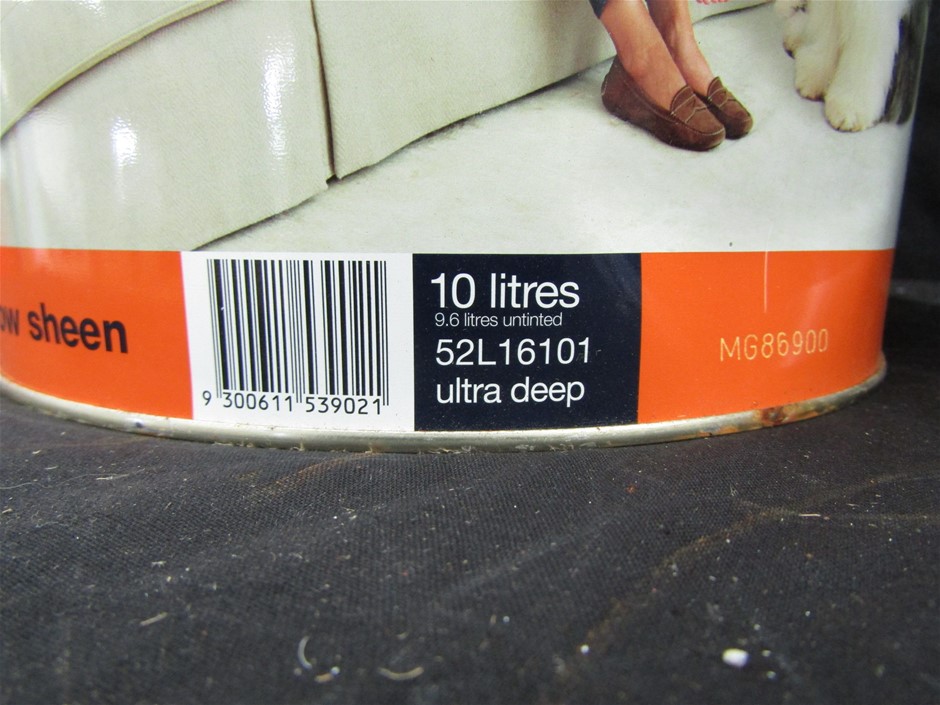 ow sheen
9 300611 539021
10 litres
9.6 litres untinted
52L16101
ultra deep
MG86900